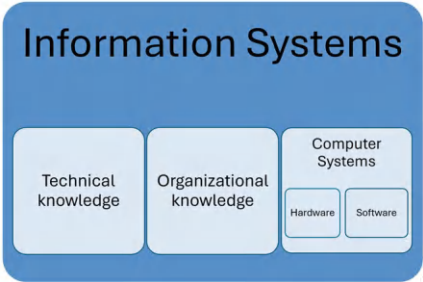 Information Systems
Technical
knowledge
Organizational
knowledge
Computer
Systems
Hardware
Software